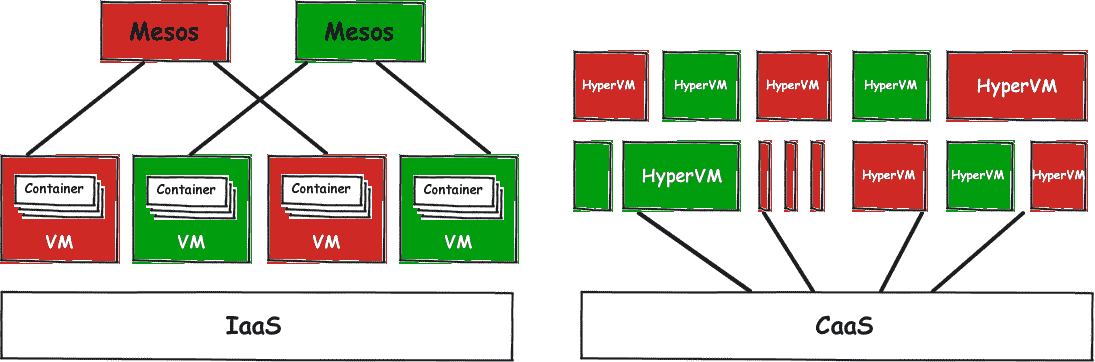 Mesos
Mesos
Container
VM
Container
VM
Container
VM
Container
VM
IaaS
HyperVM
HyperVM
HyperVM
HyperVM
HyperVM
HyperVM
HyperVM
HyperVM
HyperVM
CaaS